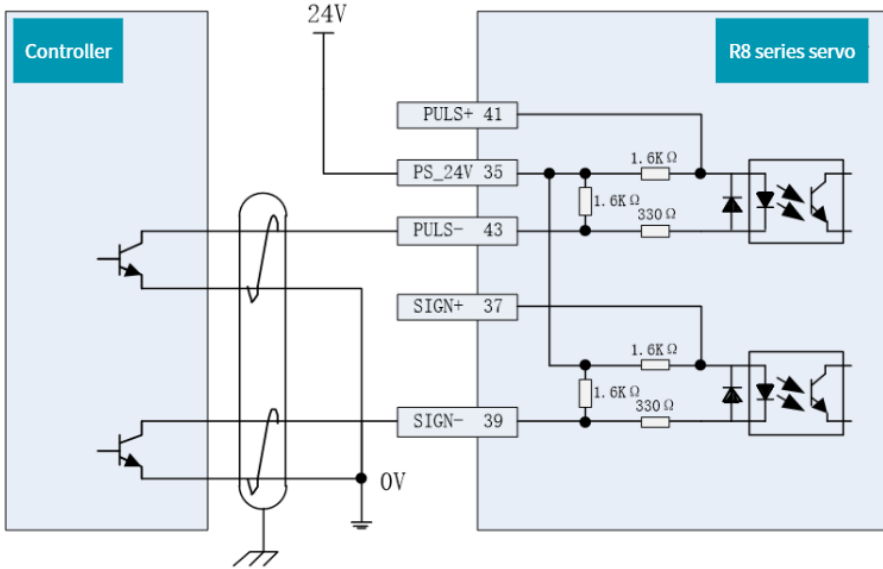 24V
Controller
R8 series servo
PULS+ 41
1.6KΩ
PS_24V 35
1.6KΩ
330Ω
PULS- 43
SIGN+ 37
1.6KΩ
1.6KΩ
330Ω
SIGN- 39
0V